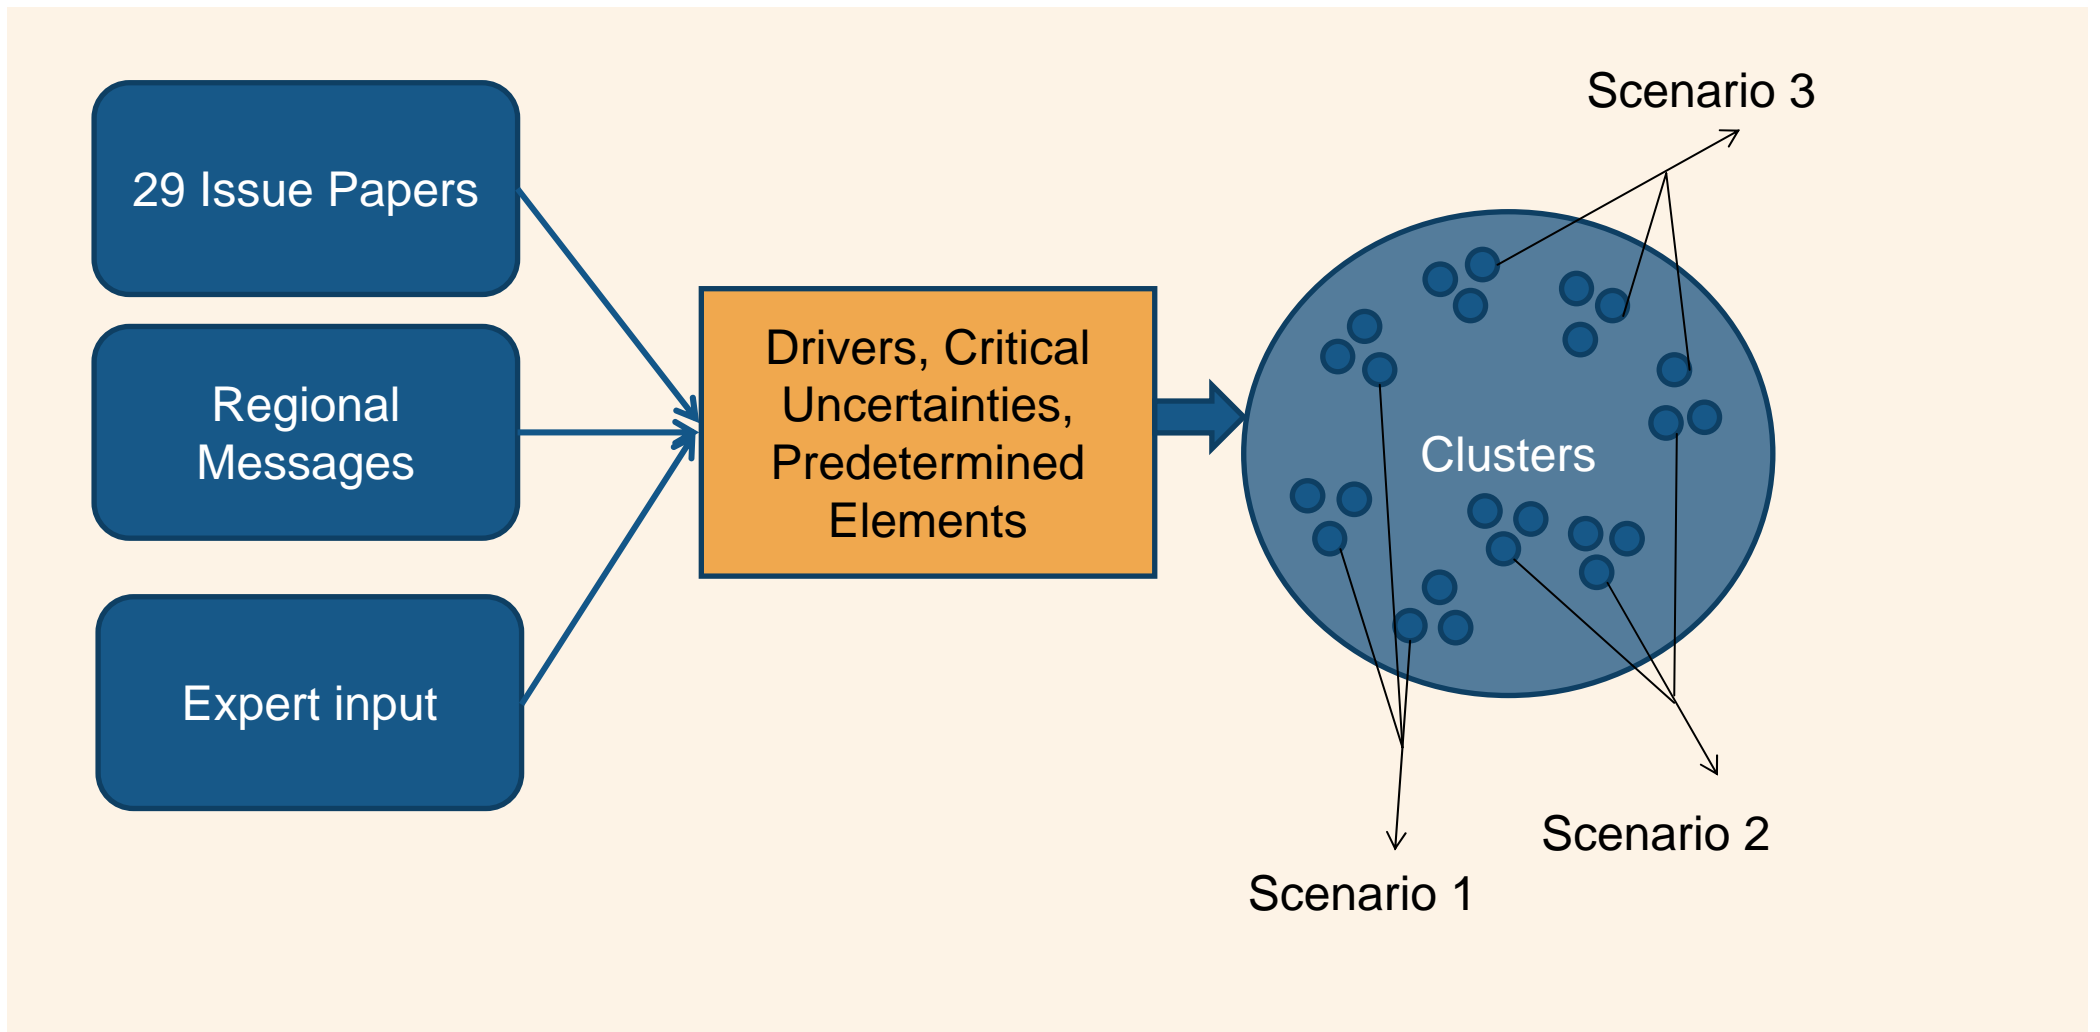 29 Issue Papers
Regional
Messages
Expert input
Drivers, Critical
Uncertainties,
Predetermined
Elements
Clusters
Scenario 3
Scenario 2
Scenario 1